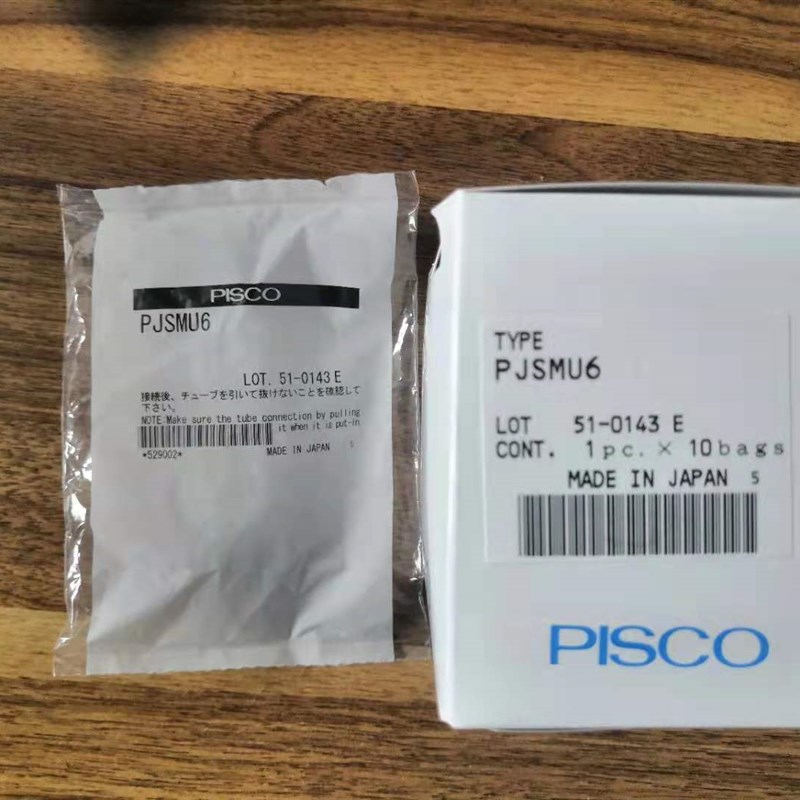 PISCO
PJSMU6
LOT. 51-0143 E
接続後、チューブを引いて抜けないことを確認して
下さい。
NOTE:Make sure the tube connection by pulling
it when it is put-in.
*529002*
MADE IN JAPAN 5
TYPE
PJSMU6
LOT 51-0143 E
CONT. 1pc.×10bags
MADE IN JAPAN 5
PISCO